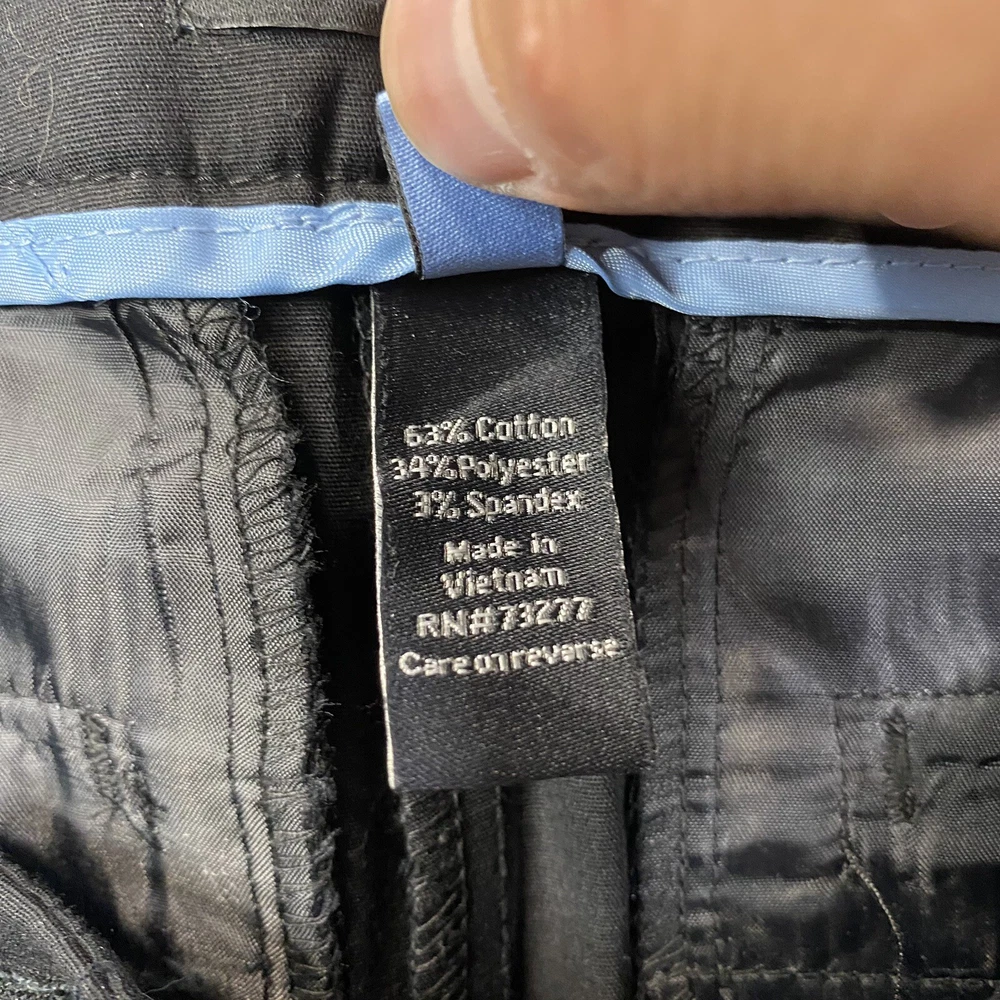 63% Cotton
34% Polyester
3% Spandex
Made in
Vietnam
RN# 73277
Care on reverse